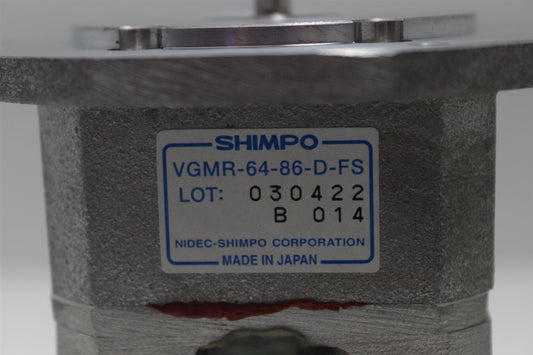 SHIMPO
VGMR-64-86-D-FS
LOT: 030422
B 014
NIDEC-SHIMPO CORPORATION
MADE IN JAPAN